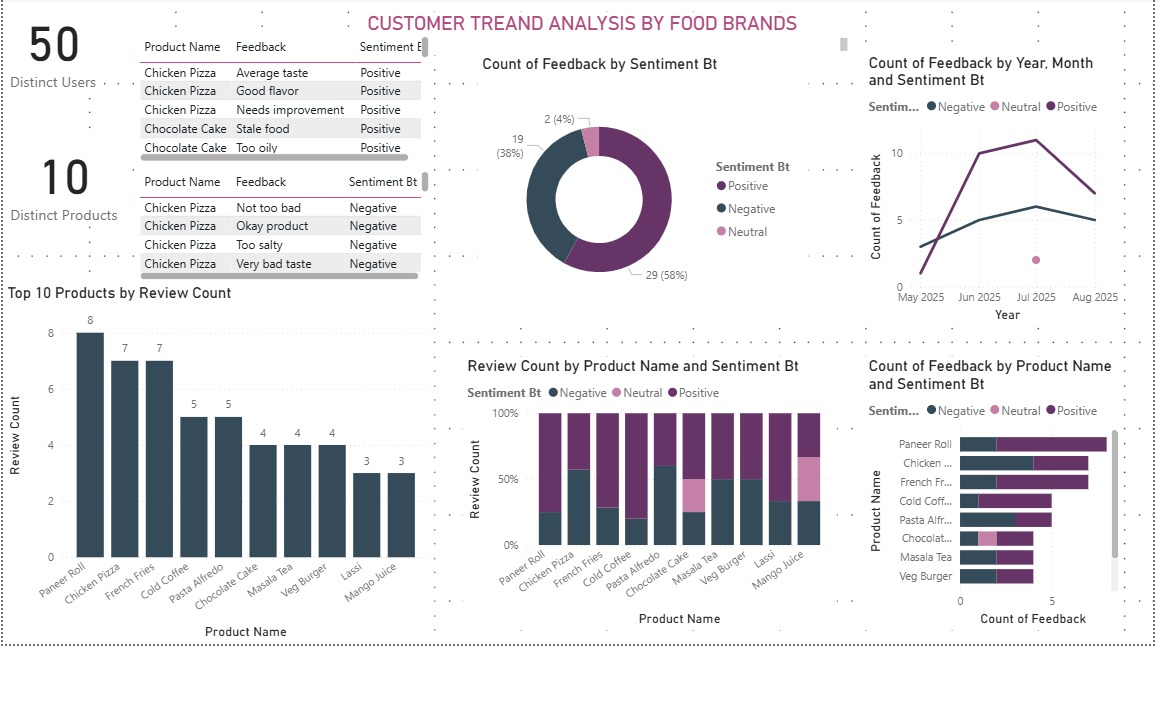 CUSTOMER TREAND ANALYSIS BY FOOD BRANDS
50
Distinct Users
10
Distinct Products
Product Name Feedback Sentiment B
Chicken Pizza Average taste Positive
Chicken Pizza Good flavor Positive
Chicken Pizza Needs improvement Positive
Chocolate Cake Stale food Positive
Chocolate Cake Too oily Positive
Product Name Feedback Sentiment Bt
Chicken Pizza Not too bad Negative
Chicken Pizza Okay product Negative
Chicken Pizza Too salty Negative
Chicken Pizza Very bad taste Negative
Count of Feedback by Sentiment Bt
2 (4%)
19
(38%)
29 (58%)
Sentiment Bt
Positive
Negative
Neutral
Count of Feedback by Year, Month
and Sentiment Bt
Sentim... Negative Neutral Positive
Count of Feedback
10
5
0
May 2025 Jun 2025 Jul 2025 Aug 2025
Year
Top 10 Products by Review Count
Review Count
8
6
4
2
0
8 7 7 5 5 4 4 4 3 3
Paneer Roll
Chicken Pizza
French Fries
Cold Coffee
Pasta Alfredo
Chocolate Cake
Masala Tea
Veg Burger
Lassi
Mango Juice
Product Name
Review Count by Product Name and Sentiment Bt
Sentiment Bt Negative Neutral Positive
Review Count
100%
50%
0%
Paneer Roll
Chicken Pizza
French Fries
Cold Coffee
Pasta Alfredo
Chocolate Cake
Masala Tea
Veg Burger
Lassi
Mango Juice
Product Name
Count of Feedback by Product Name
and Sentiment Bt
Sentim... Negative Neutral Positive
Product Name
Paneer Roll
Chicken ...
French Fr...
Cold Coff...
Pasta Alfr...
Chocolat...
Masala Tea
Veg Burger
0 5
Count of Feedback